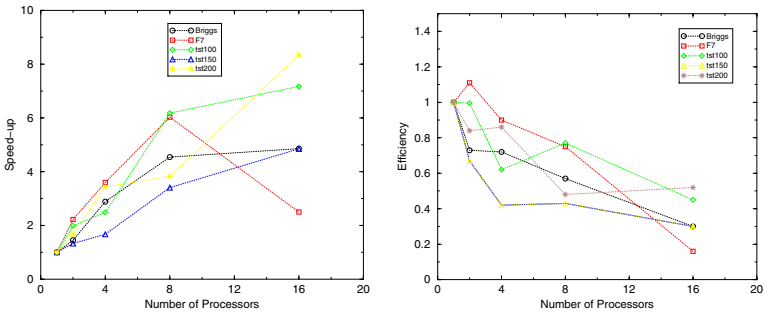 10
8
6
4
2
0
Speed−up
Briggs
F7
tst100
tst150
tst200
0 4 8 12 16 20
Number of Processors
1.4
1.2
1
0.8
0.6
0.4
0.2
0
Efficiency
Briggs
F7
tst100
tst150
tst200
0 4 8 12 16 20
Number of Processors